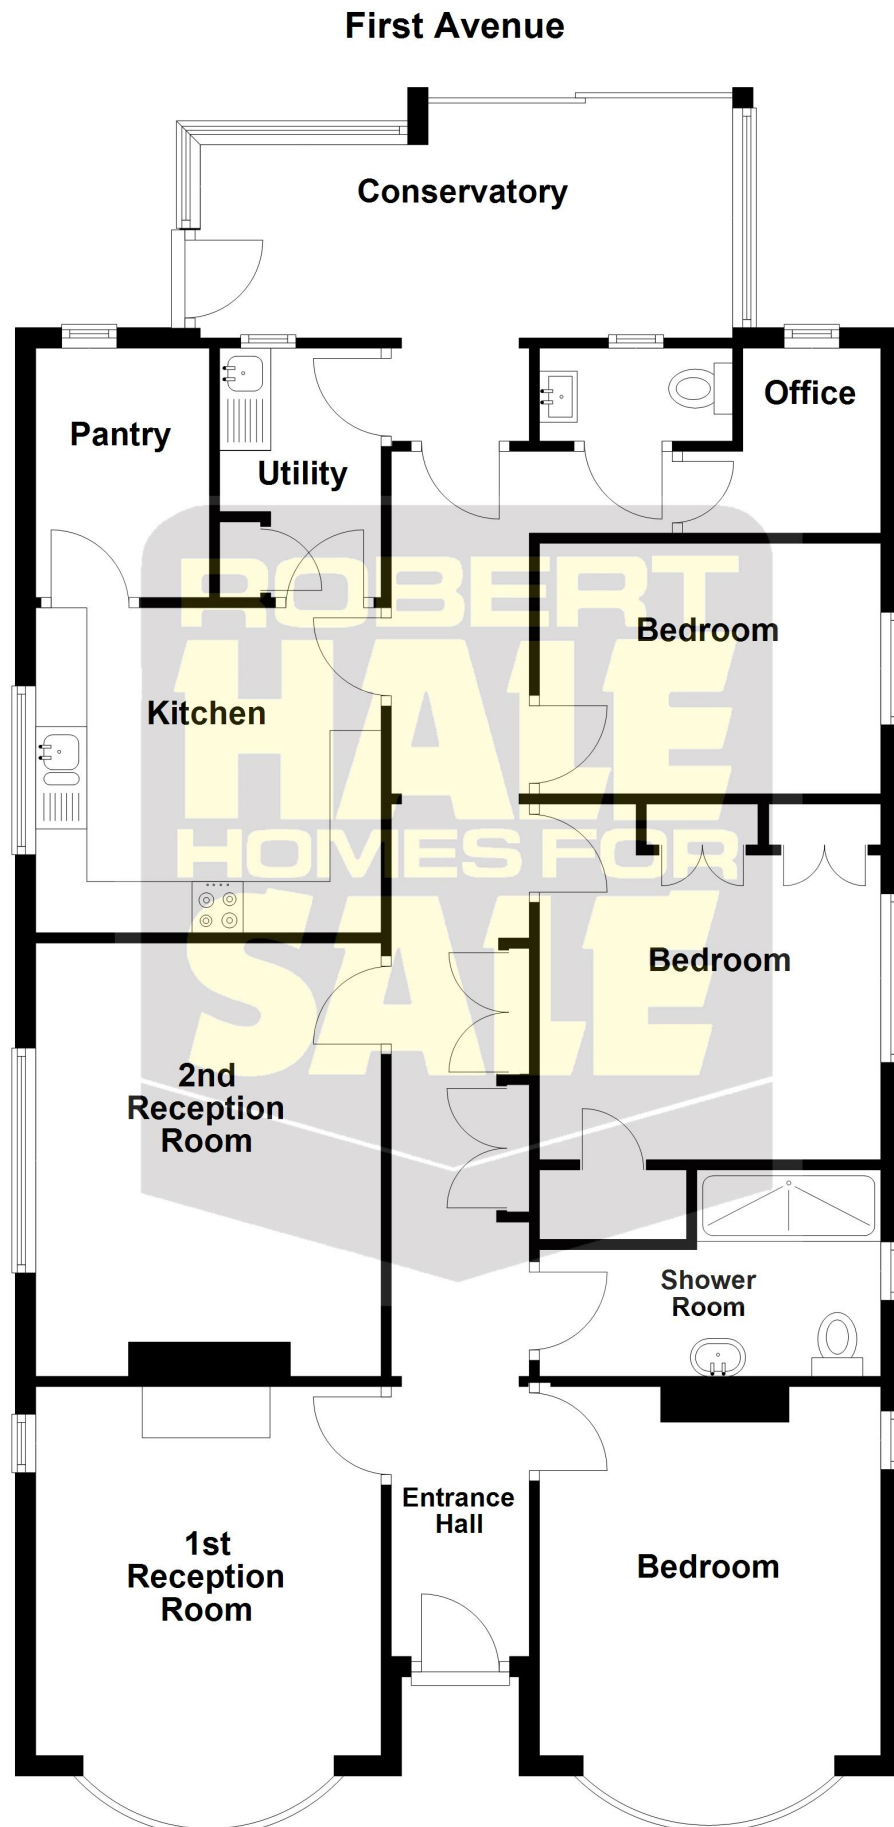 First Avenue
Conservatory
Office
Pantry
Utility
Bedroom
Kitchen
Bedroom
2nd
Reception
Room
Shower
Room
Entrance
Hall
1st
Reception
Room
Bedroom
ROBERT
HALE
HOMES FOR
SALE